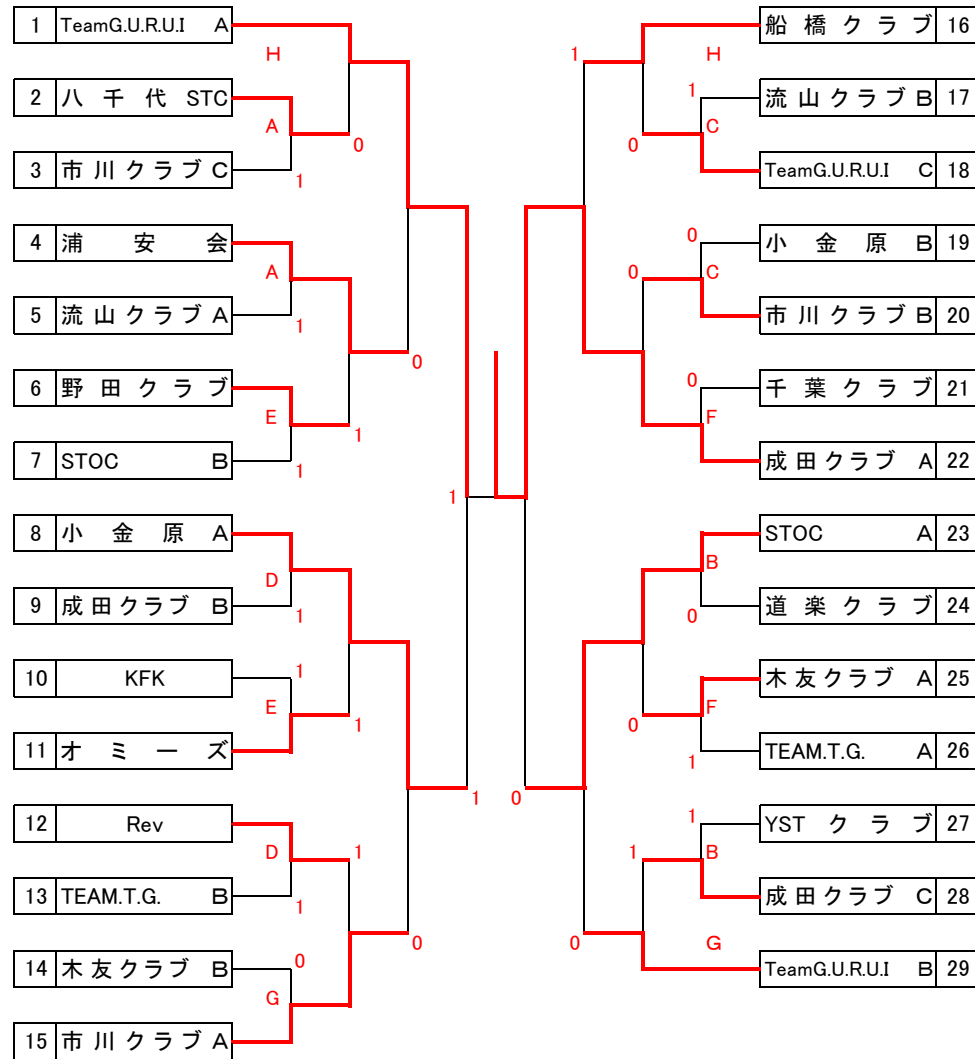 1 TeamG.U.R.U.I A
H
2 八千代 STC
A
0
3 市川クラブ C
1
4 浦安会
A
5 流山クラブ A
1
0
6 野田クラブ
E
1
7 STOC B
1
1
8 小金原 A
D
9 成田クラブ B
1
10 KFK
1
E
1
11 オミーズ
1
12 Rev
D
1
13 TEAM.T.G. B
1
0
14 木友クラブ B
0
G
15 市川クラブ A
船橋クラブ 16
1
H
1
流山クラブ B 17
C
0
TeamG.U.R.U.I C 18
0
小金原 B 19
0
C
市川クラブ B 20
0
千葉クラブ 21
F
成田クラブ A 22
STOC A 23
B
道楽クラブ 24
0
木友クラブ A 25
F
0
TEAM.T.G. A 26
1
0
1
YST クラブ 27
1
B
成田クラブ C 28
G
0
TeamG.U.R.U.I B 29